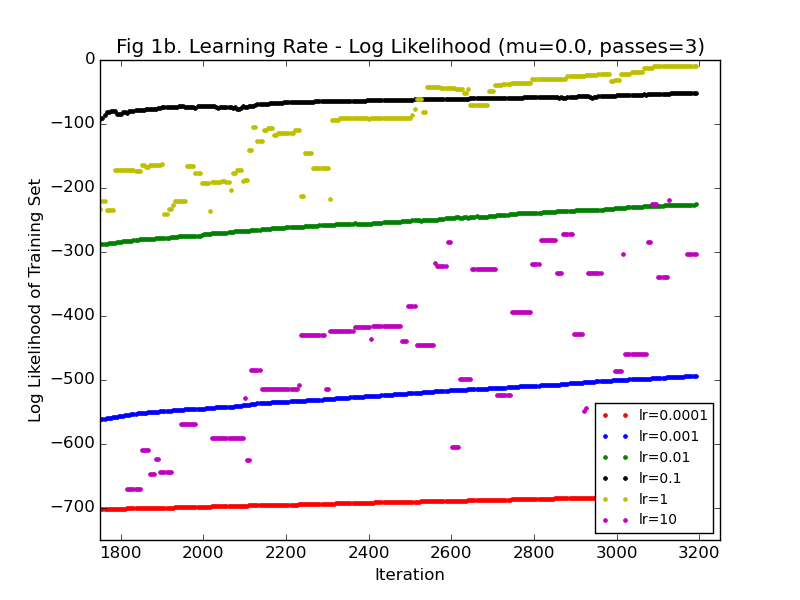 Fig 1b. Learning Rate - Log Likelihood (mu=0.0, passes=3)
Log Likelihood of Training Set
0
−100
−200
−300
−400
−500
−600
−700
lr=0.0001
lr=0.001
lr=0.01
lr=0.1
lr=1
lr=10
1800 2000 2200 2400 2600 2800 3000 3200
Iteration